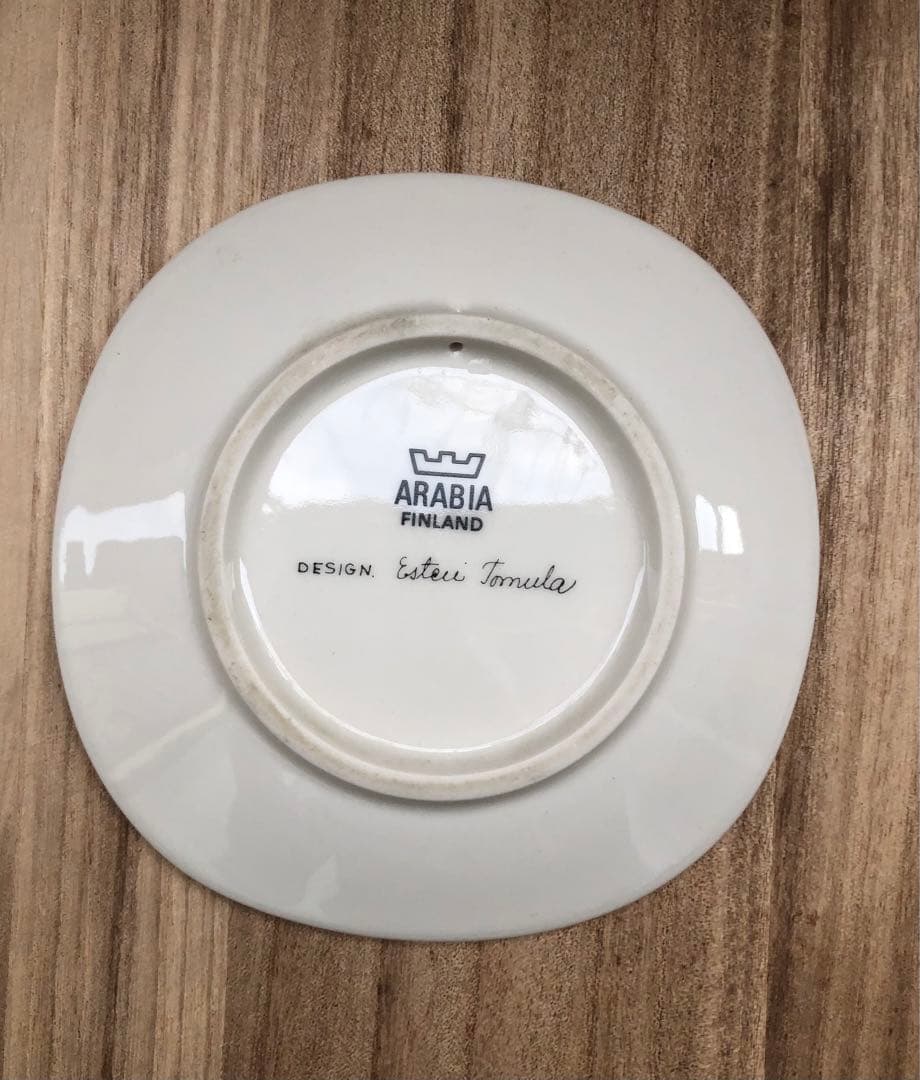 ARABIA
FINLAND
DESIGN. Esteri Tomula